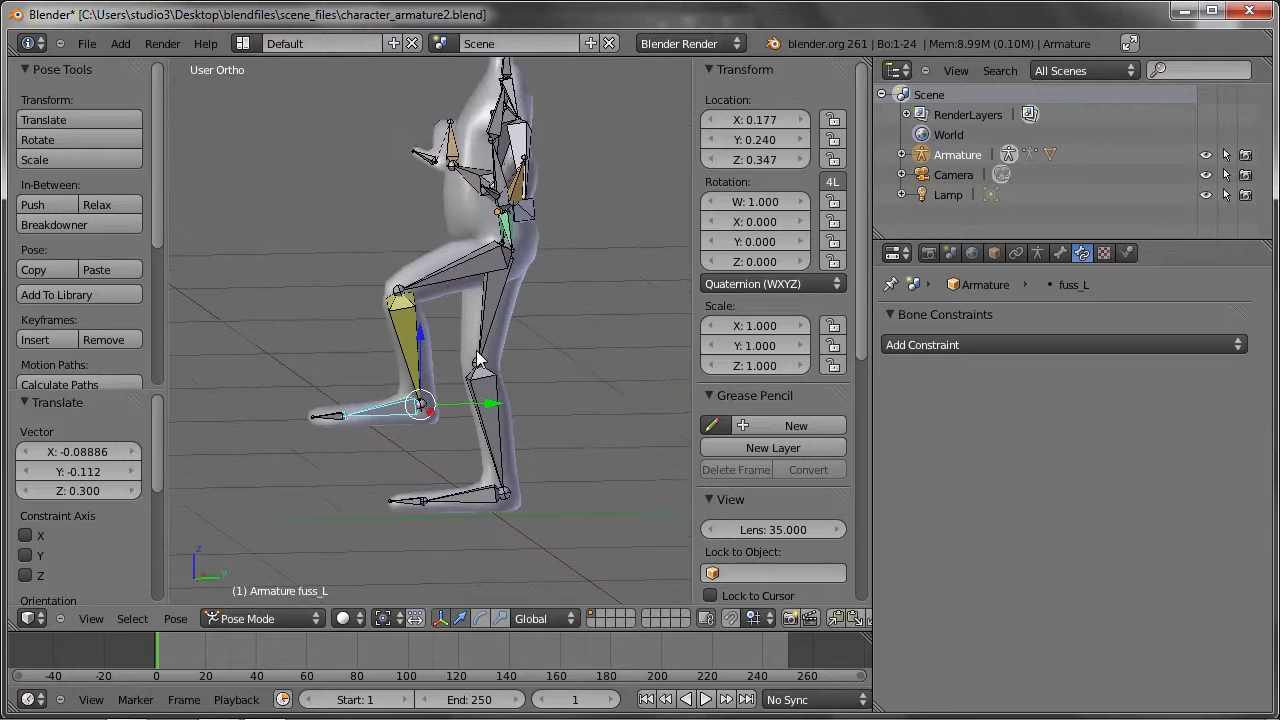 Blender* [C:\Users\studio3\Desktop\blendfiles\scene_files\character_armature2.blend]
File Add Render Help Default Scene Blender Render blender.org 261 | Bo:1-24 | Mem:8.99M (0.10M) | Armature
Pose Tools
Transform:
Translate
Rotate
Scale
In-Between:
Push Relax
Breakdowner
Pose:
Copy Paste
Add To Library
Keyframes:
Insert Remove
Motion Paths:
Calculate Paths
Translate
Vector
X: -0.08886
Y: -0.112
Z: 0.300
Constraint Axis
X
Y
Z
Orientation
User Ortho
z
y
(1) Armature fuss_L
Transform
Location:
X: 0.177
Y: 0.240
Z: 0.347
Rotation: 4L
W: 1.000
X: 0.000
Y: 0.000
Z: 0.000
Quaternion (WXYZ)
Scale:
X: 1.000
Y: 1.000
Z: 1.000
Grease Pencil
New
New Layer
Delete Frame Convert
View
Lens: 35.000
Lock to Object:
Lock to Cursor
View Search All Scenes
Scene
RenderLayers
World
Armature
Camera
Lamp
Armature fuss_L
Bone Constraints
Add Constraint
View Select Pose Pose Mode Global
-40 -20 0 20 40 60 80 100 120 140 160 180 200 220 240 260
View Marker Frame Playback Start: 1 End: 250 1 No Sync